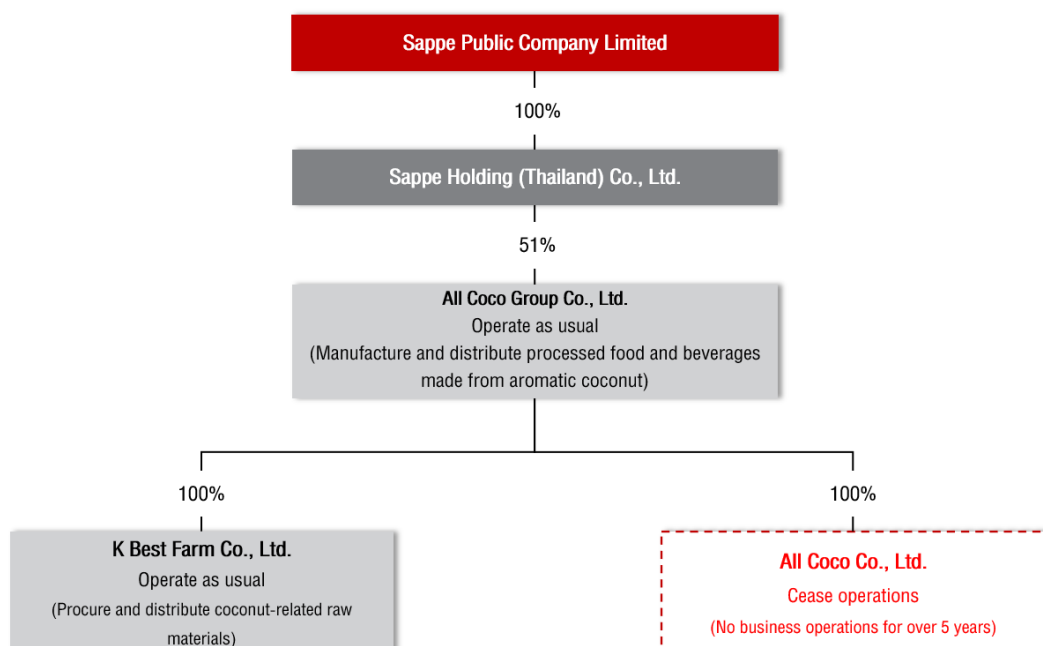 Sappe Public Company Limited
100%
Sappe Holding (Thailand) Co., Ltd.
51%
All Coco Group Co., Ltd.
Operate as usual
(Manufacture and distribute processed food and beverages
made from aromatic coconut)
100%
100%
K Best Farm Co., Ltd.
Operate as usual
(Procure and distribute coconut-related raw
materials)
All Coco Co., Ltd.
Cease operations
(No business operations for over 5 years)